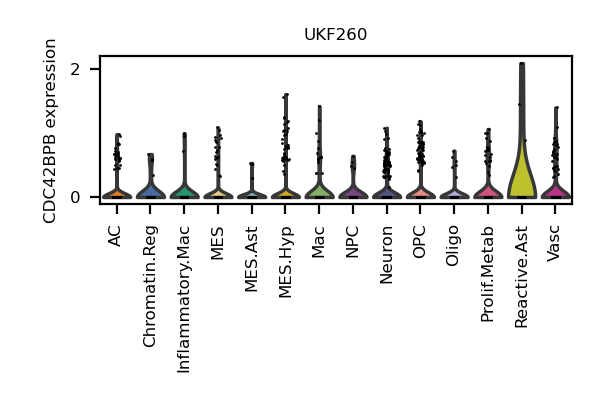 UKF260
CDC42BPB expression
2
0
AC
Chromatin.Reg
Inflammatory.Mac
MES
MES.Ast
MES.Hyp
Mac
NPC
Neuron
OPC
Oligo
Prolif.Metab
Reactive.Ast
Vasc